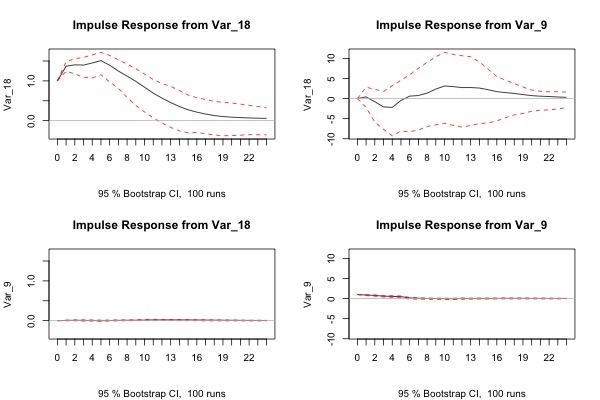 Impulse Response from Var_18
Impulse Response from Var_9
Var_18
1.0
0.0
0 2 4 6 8 10 13 16 19 22
95 % Bootstrap CI, 100 runs
Var_18
10
5
0
-5
-10
0 2 4 6 8 10 13 16 19 22
95 % Bootstrap CI, 100 runs
Impulse Response from Var_18
Impulse Response from Var_9
Var_9
1.0
0.0
0 2 4 6 8 10 13 16 19 22
95 % Bootstrap CI, 100 runs
Var_9
10
5
0
-5
-10
0 2 4 6 8 10 13 16 19 22
95 % Bootstrap CI, 100 runs